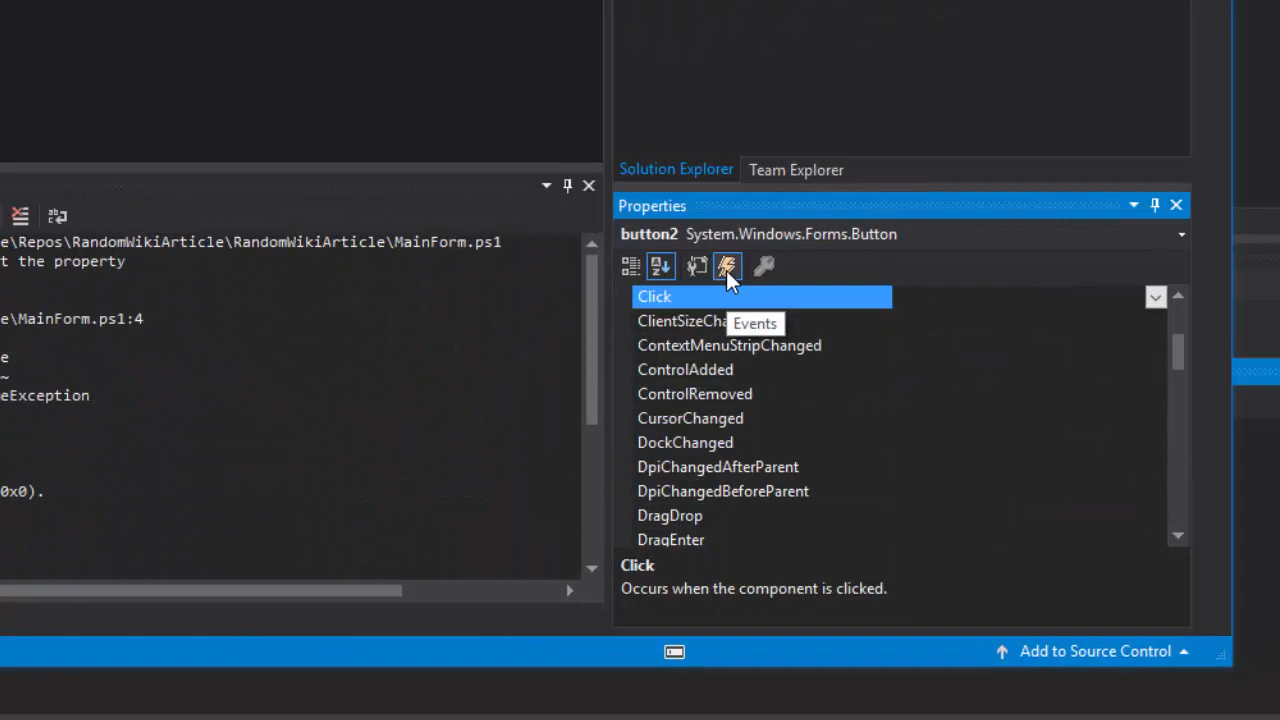 Solution Explorer
Team Explorer
Properties
button2 System.Windows.Forms.Button
Click
ClientSizeCha
Events
ContextMenuStripChanged
ControlAdded
ControlRemoved
CursorChanged
DockChanged
DpiChangedAfterParent
DpiChangedBeforeParent
DragDrop
DragEnter
Click
Occurs when the component is clicked.
e\Repos\RandomWikiArticle\RandomWikiArticle\MainForm.ps1
t the property
e\MainForm.ps1:4
e
~
eException
0x0).
Add to Source Control